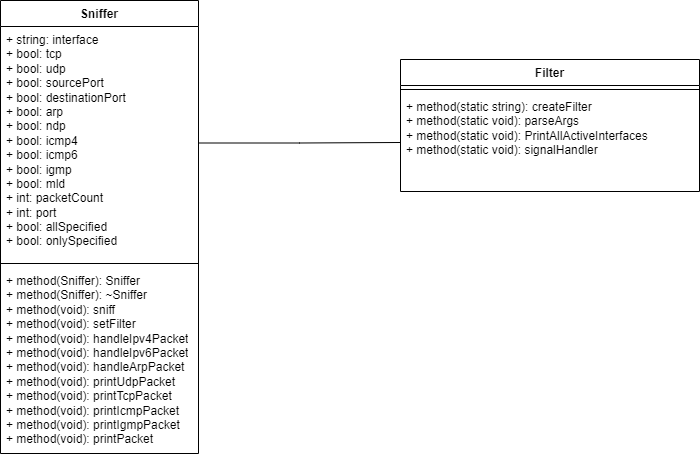 Sniffer
+ string: interface
+ bool: tcp
+ bool: udp
+ bool: sourcePort
+ bool: destinationPort
+ bool: arp
+ bool: ndp
+ bool: icmp4
+ bool: icmp6
+ bool: igmp
+ bool: mld
+ int: packetCount
+ int: port
+ bool: allSpecified
+ bool: onlySpecified
+ method(Sniffer): Sniffer
+ method(Sniffer): ~Sniffer
+ method(void): sniff
+ method(void): setFilter
+ method(void): handleIpv4Packet
+ method(void): handleIpv6Packet
+ method(void): handleArpPacket
+ method(void): printUdpPacket
+ method(void): printTcpPacket
+ method(void): printIcmpPacket
+ method(void): printIgmpPacket
+ method(void): printPacket
Filter
+ method(static string): createFilter
+ method(static void): parseArgs
+ method(static void): PrintAllActiveInterfaces
+ method(static void): signalHandler